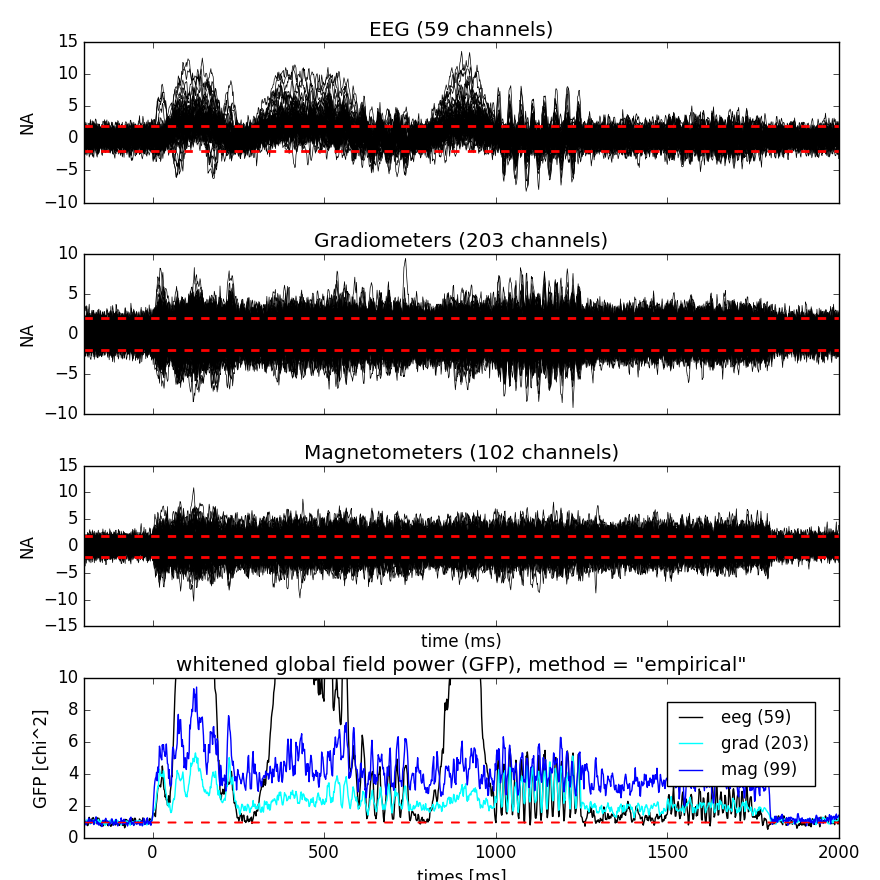 EEG (59 channels)
15
10
5
0
−5
−10
NA
Gradiometers (203 channels)
10
5
0
−5
−10
NA
Magnetometers (102 channels)
15
10
5
0
−5
−10
−15
NA
time (ms)
whitened global field power (GFP), method = "empirical"
10
8
6
4
2
0
GFP [chi^2]
eeg (59)
grad (203)
mag (99)
0 500 1000 1500 2000
times [ms]